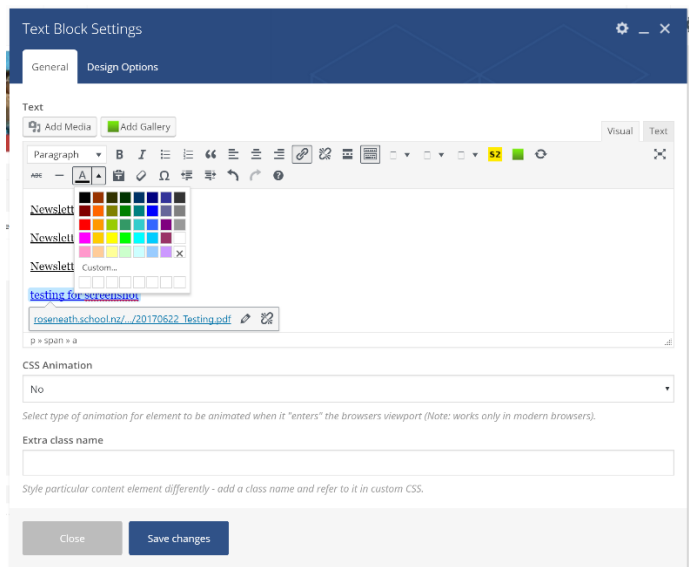 Text Block Settings
General Design Options
Text
Add Media Add Gallery
Visual Text
Paragraph B I S2
ABC A Ω
Newslett
Newslett
Newslett
Custom...
testing for screenshot
roseneath.school.nz/.../20170622_Testing.pdf
p » span » a
CSS Animation
No
Select type of animation for element to be animated when it "enters" the browsers viewport (Note: works only in modern browsers).
Extra class name
Style particular content element differently - add a class name and refer to it in custom CSS.
Close Save changes